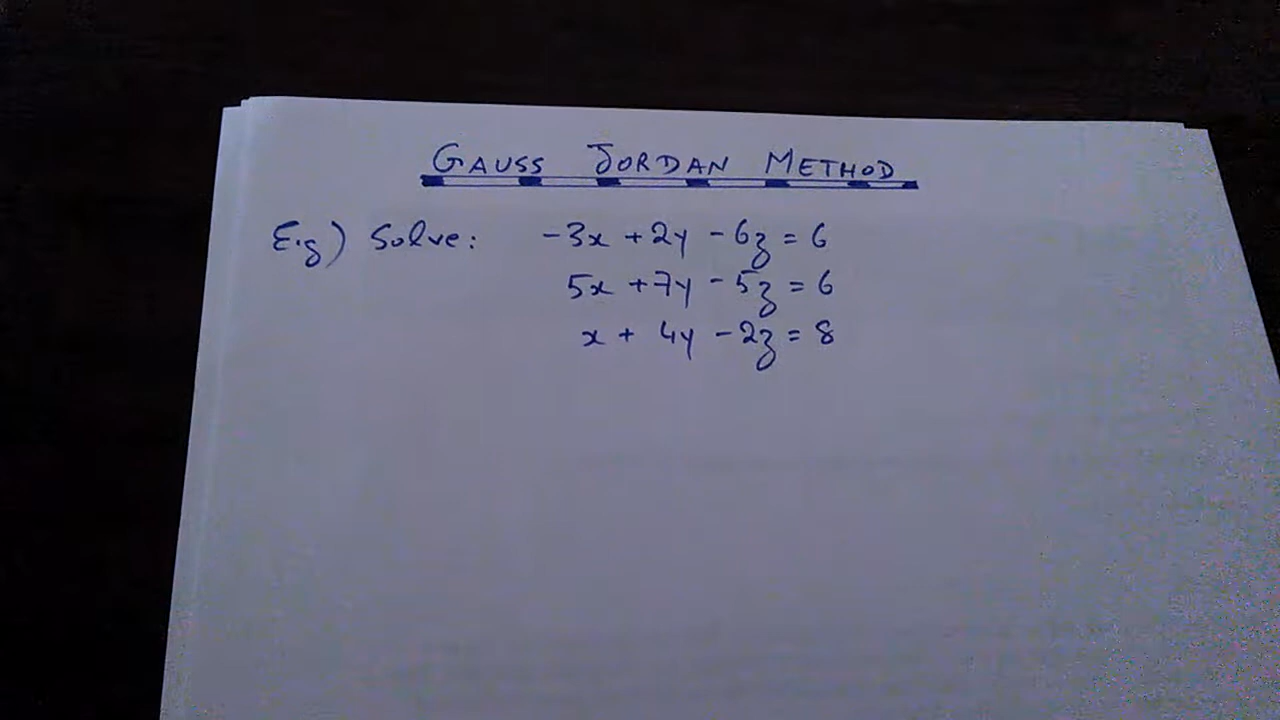 GAUSS JORDAN METHOD
E.g) Solve: -3x + 2y - 6z = 6
5x + 7y - 5z = 6
x + 4y - 2z = 8